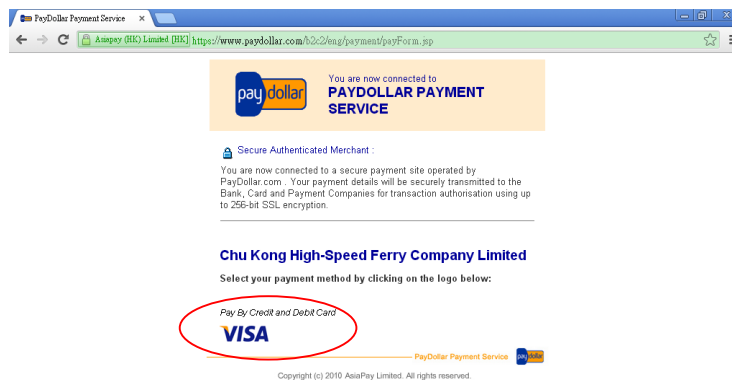 PayDollar Payment Service
Asiapay (HK) Limited [HK] https://www.paydollar.com/b2c2/eng/payment/payForm.jsp
pay dollar
You are now connected to
PAYDOLLAR PAYMENT
SERVICE
Secure Authenticated Merchant :
You are now connected to a secure payment site operated by
PayDollar.com . Your payment details will be securely transmitted to the
Bank, Card and Payment Companies for transaction authorisation using up
to 256-bit SSL encryption.
Chu Kong High-Speed Ferry Company Limited
Select your payment method by clicking on the logo below:
Pay By Credit and Debit Card
VISA
PayDollar Payment Service pay dollar
Copyright (c) 2010 AsiaPay Limited. All rights reserved.